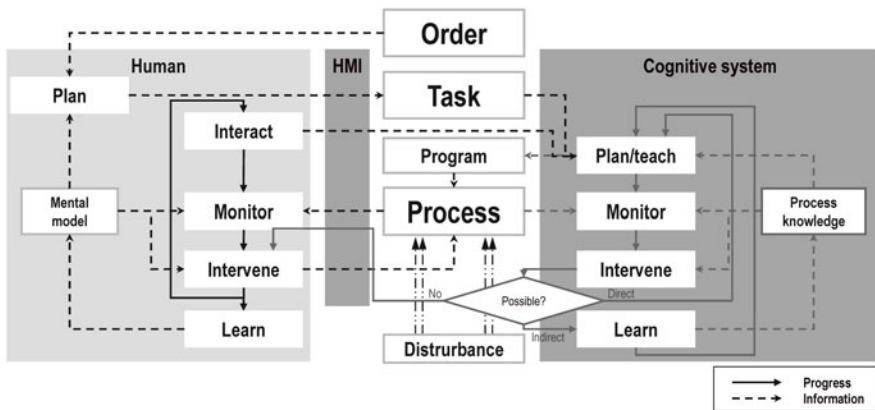 Order
Human
HMI
Cognitive system
Plan
Task
Interact
Program
Plan/teach
Mental
model
Monitor
Process
Monitor
Process
knowledge
Intervene
Intervene
No
Possible?
Direct
Learn
Distrurbance
Indirect
Learn
Progress
Information